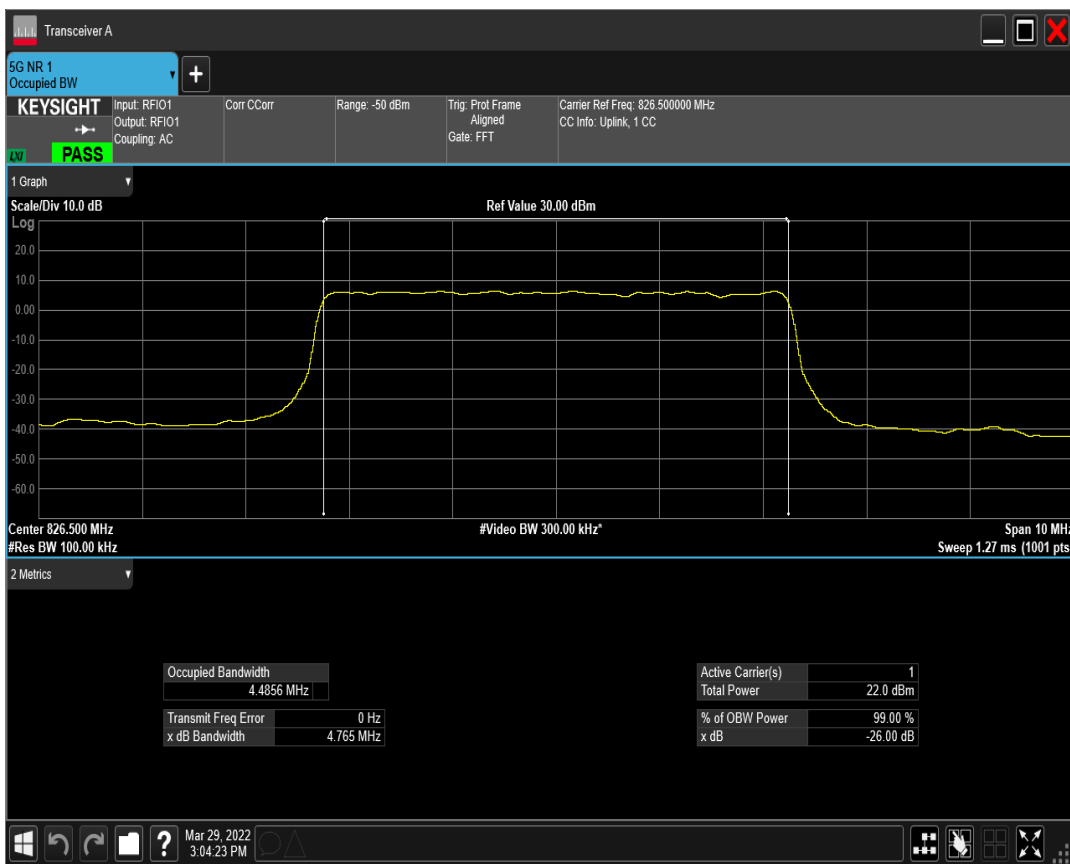 Transceiver A
5G NR 1
Occupied BW
+
KEYSIGHT
LXI
PASS
Input: RFIO1
Output: RFIO1
Coupling: AC
Corr CCorr
Range: -50 dBm
Trig: Prot Frame
Aligned
Gate: FFT
Carrier Ref Freq: 826.500000 MHz
CC Info: Uplink, 1 CC
1 Graph
Scale/Div 10.0 dB
Ref Value 30.00 dBm
Log
20.0
10.0
0.00
-10.0
-20.0
-30.0
-40.0
-50.0
-60.0
Center 826.500 MHz
#Video BW 300.00 kHz*
Span 10 MHz
#Res BW 100.00 kHz
Sweep 1.27 ms (1001 pts
2 Metrics
Occupied Bandwidth
4.4856 MHz
Transmit Freq Error 0 Hz
x dB Bandwidth 4.765 MHz
Active Carrier(s) 1
Total Power 22.0 dBm
% of OBW Power 99.00 %
x dB -26.00 dB
?
Mar 29, 2022
3:04:23 PM